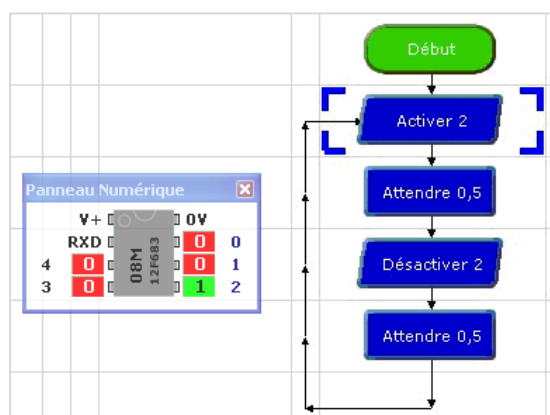 Début
Activer 2
Attendre 0,5
Désactiver 2
Attendre 0,5
Panneau Numérique
V+ 0V
RXD 0 0
4 0 0 1
3 0 1 2
08M
12F683